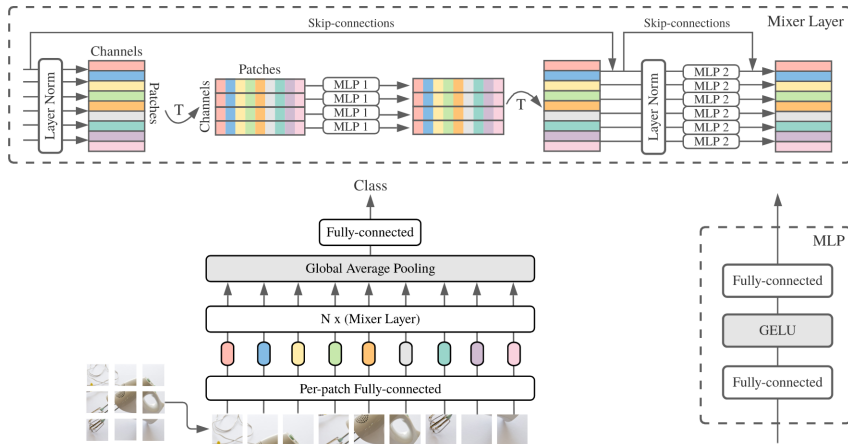 Skip-connections
Skip-connections
Mixer Layer
Channels
Layer Norm
Patches
T
Patches
Channels
MLP 1
MLP 1
MLP 1
MLP 1
T
Layer Norm
MLP 2
MLP 2
MLP 2
MLP 2
MLP 2
MLP 2
Class
Fully-connected
Global Average Pooling
N x (Mixer Layer)
Per-patch Fully-connected
MLP
Fully-connected
GELU
Fully-connected